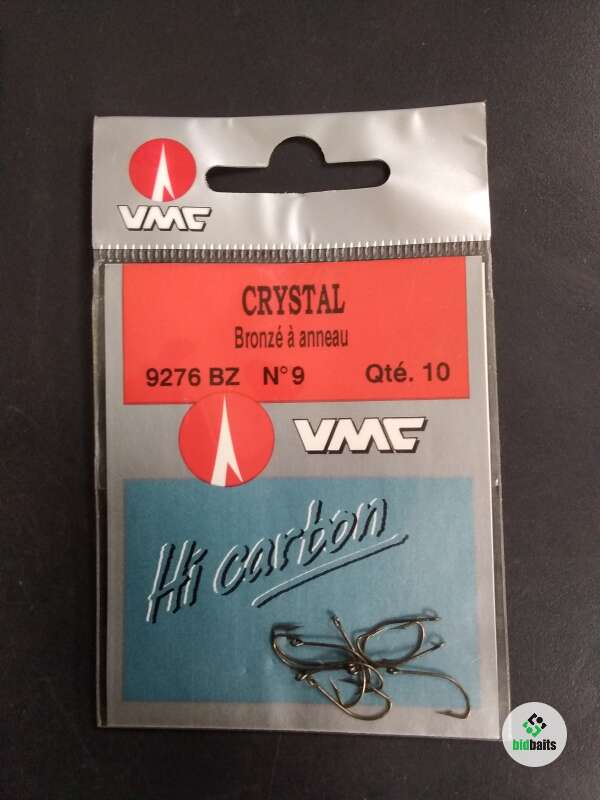 VMC
CRYSTAL
Bronzé à anneau
9276 BZ N° 9 Qté. 10
VMC
Hi carbon
bidbaits